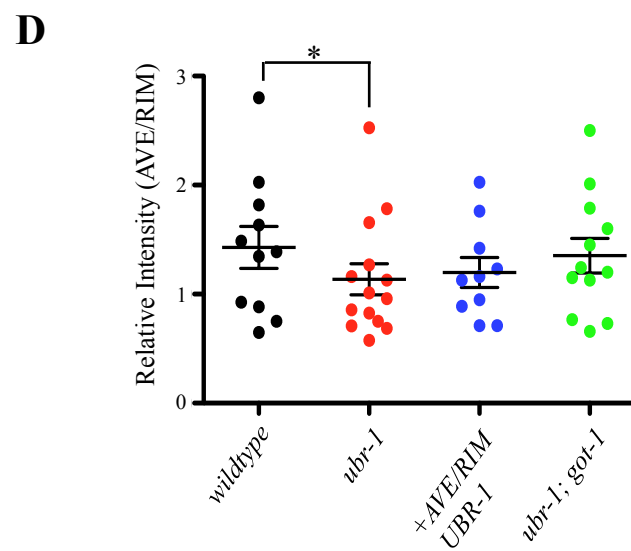 D
*
Relative Intensity (AVE/RIM)
3
2
1
0
wildtype
ubr-1
+AVE/RIM
UBR-1
ubr-1; got-1